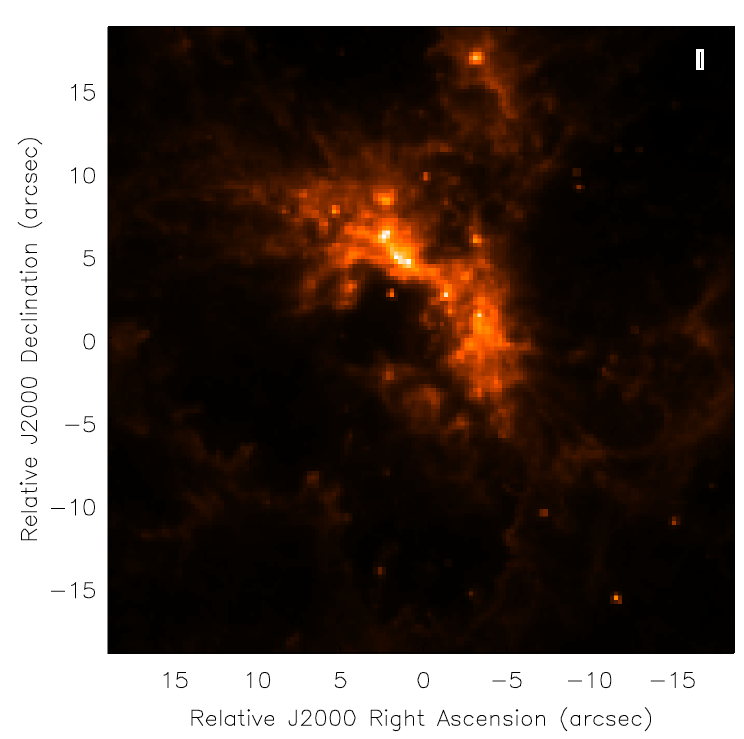 15
10
5
0
−5
−10
−15
Relative J2000 Declination (arcsec)
15 10 5 0 −5 −10 −15
Relative J2000 Right Ascension (arcsec)